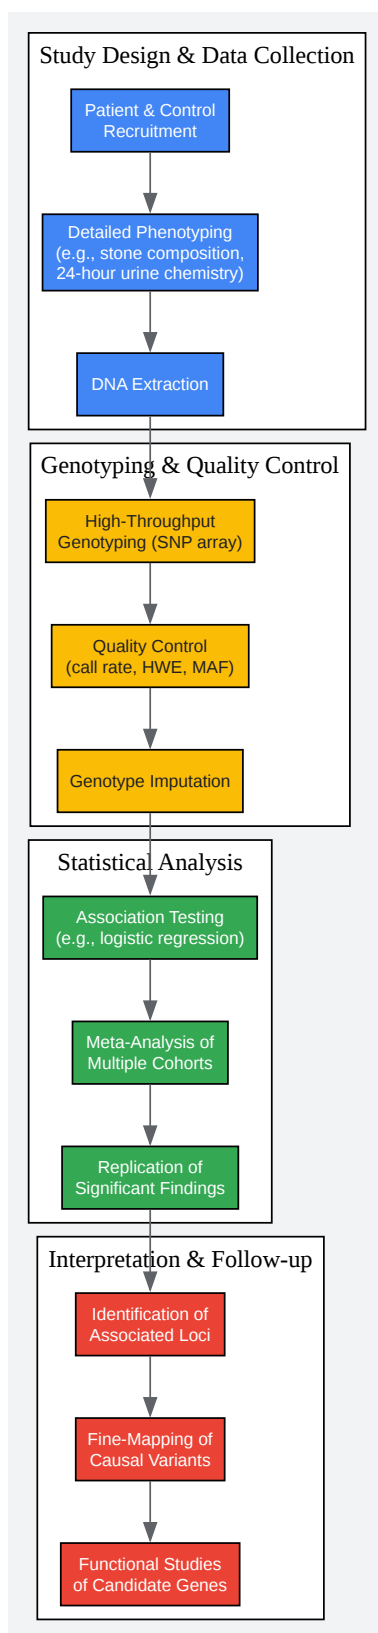 Study Design & Data Collection
Patient & Control
Recruitment
Detailed Phenotyping
(e.g., stone composition,
24-hour urine chemistry)
DNA Extraction
Genotyping & Quality Control
High-Throughput
Genotyping (SNP array)
Quality Control
(call rate, HWE, MAF)
Genotype Imputation
Statistical Analysis
Association Testing
(e.g., logistic regression)
Meta-Analysis of
Multiple Cohorts
Replication of
Significant Findings
Interpretation & Follow-up
Identification of
Associated Loci
Fine-Mapping of
Causal Variants
Functional Studies
of Candidate Genes